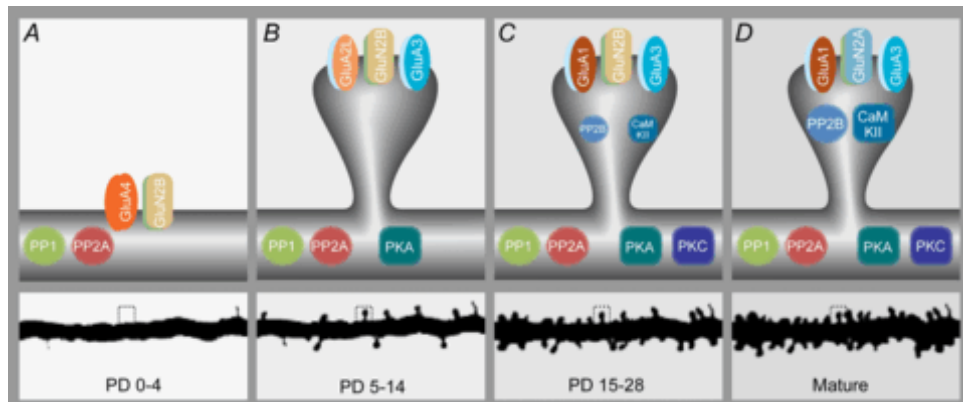 A
GluA4
GluN2B
PP1
PP2A
PD 0-4
B
GluA2L
GluN2B
GluA3
PP1
PP2A
PKA
PD 5-14
C
GluA1
GluN2B
GluA3
PP2B
CaM
KII
PP1
PP2A
PKA
PKC
PD 15-28
D
GluA1
GluN2A
GluA3
PP2B
CaM
KII
PP1
PP2A
PKA
PKC
Mature